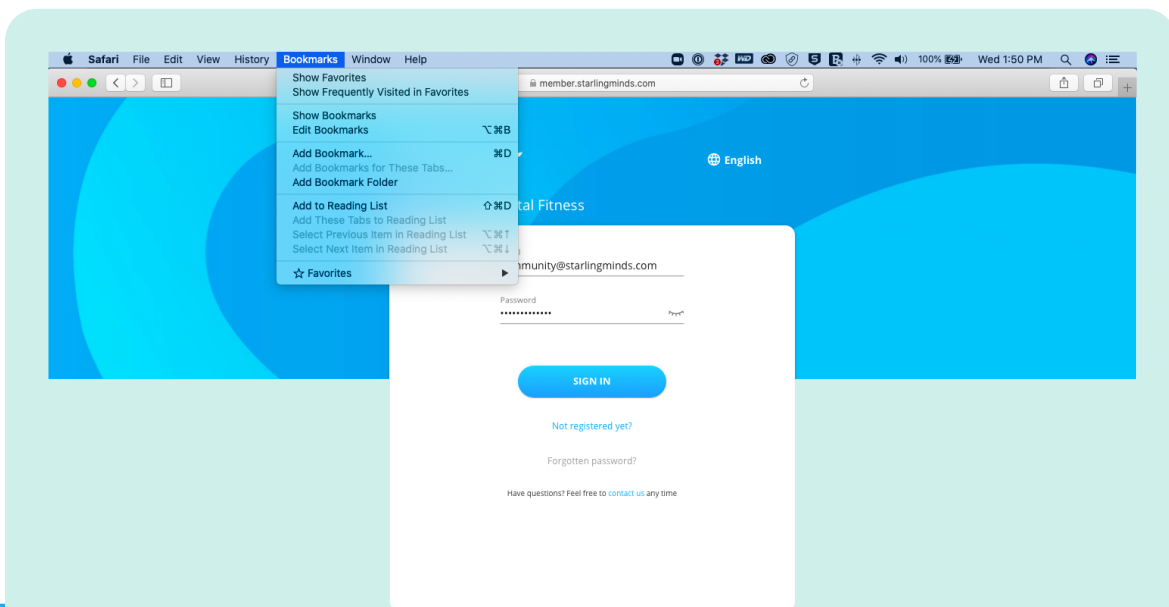 Safari File Edit View History Bookmarks Window Help 100% Wed 1:50 PM
member.starlingminds.com
Show Favorites
Show Frequently Visited in Favorites
Show Bookmarks
Edit Bookmarks ⌥⌘B
Add Bookmark... ⌘D
Add Bookmarks for These Tabs...
Add Bookmark Folder
Add to Reading List ⇧⌘D
Add These Tabs to Reading List
Select Previous Item in Reading List ⌥⌘↑
Select Next Item in Reading List ⌥⌘↓
☆ Favorites ▶
English
tal Fitness
mmunity@starlingminds.com
Password
•••••••••••••
SIGN IN
Not registered yet?
Forgotten password?
Have questions? Feel free to contact us any time